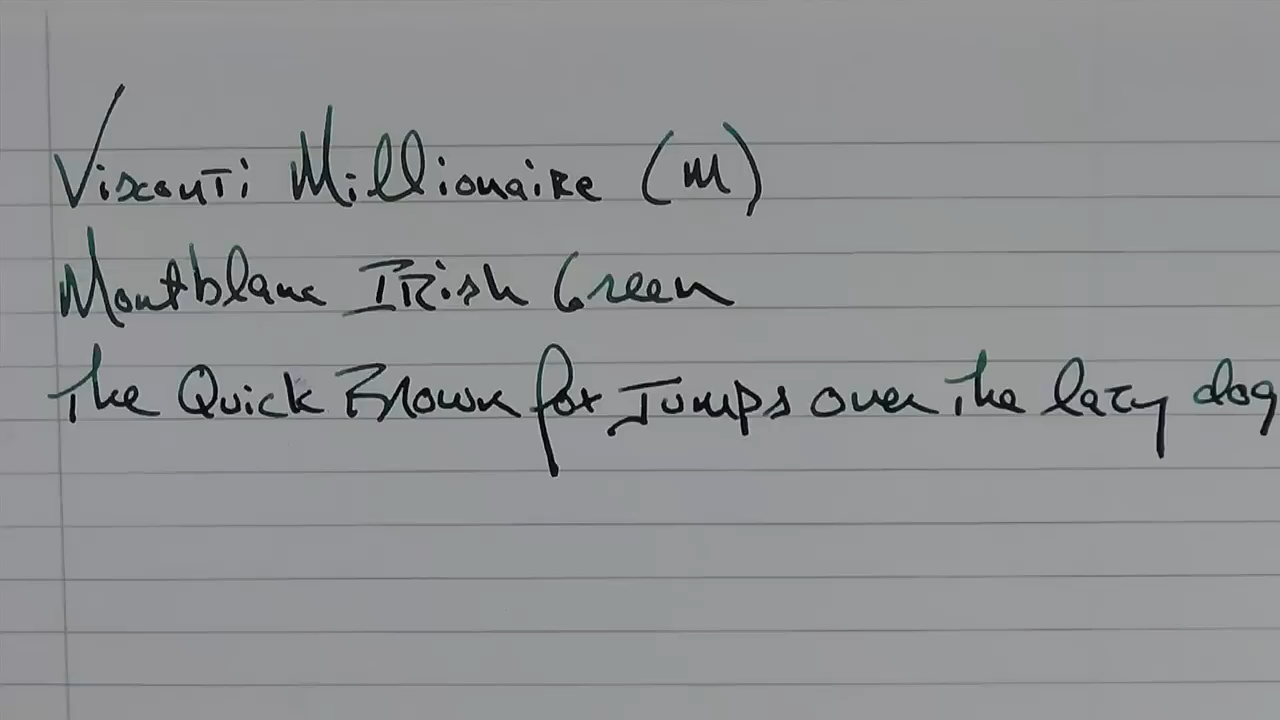 Visconti Millionaire (M)
Montblanc Irish Green
The Quick Brown fox Jumps over The lazy dog